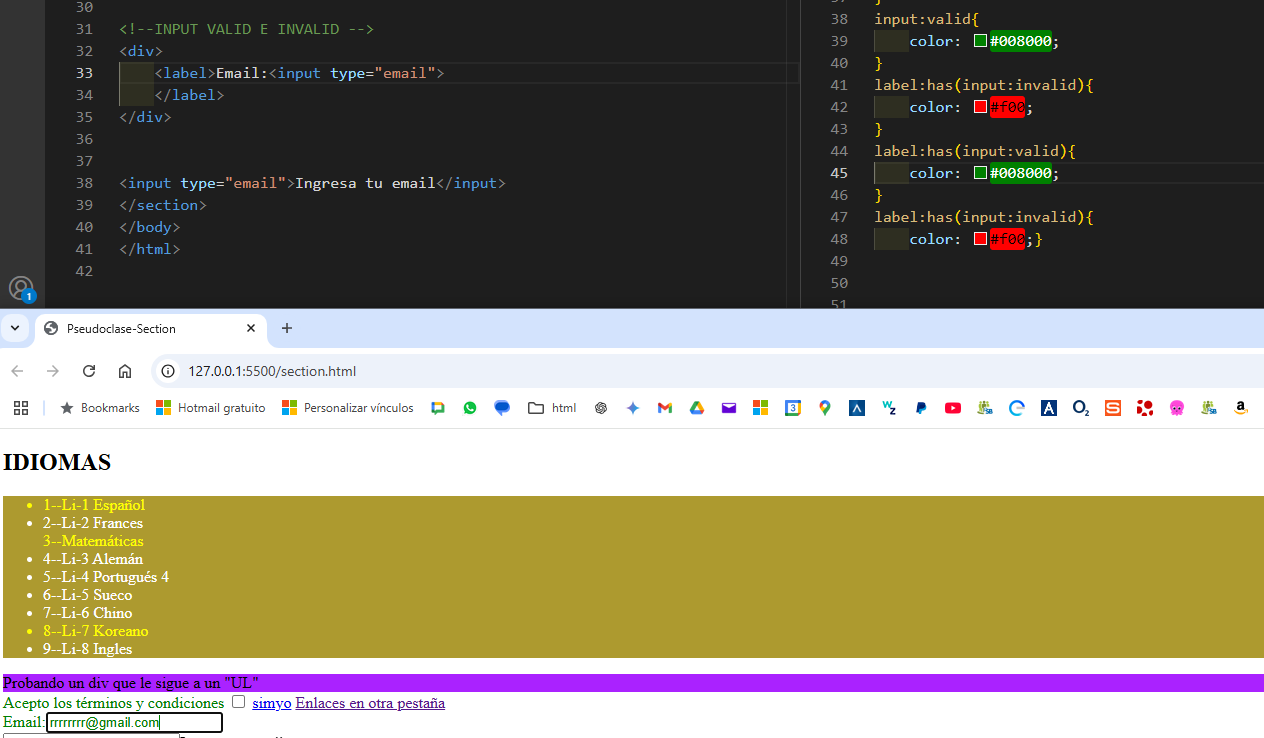 30
31 <!--INPUT VALID E INVALID -->
32 <div>
33 <label>Email:<input type="email">
34 </label>
35 </div>
36
37
38 <input type="email">Ingresa tu email</input>
39 </section>
40 </body>
41 </html>
42
1
38 input:valid{
39 color: #008000;
40 }
41 label:has(input:invalid){
42 color: #f00;
43 }
44 label:has(input:valid){
45 color: #008000;
46 }
47 label:has(input:invalid){
48 color: #f00;}
49
50
51
Pseudoclase-Section
127.0.0.1:5500/section.html
Bookmarks Hotmail gratuito Personalizar vínculos html
IDIOMAS
1--Li-1 Español
2--Li-2 Frances
3--Matemáticas
4--Li-3 Alemán
5--Li-4 Portugués 4
6--Li-5 Sueco
7--Li-6 Chino
8--Li-7 Koreano
9--Li-8 Ingles
Probando un div que le sigue a un "UL"
Acepto los términos y condiciones simyo Enlaces en otra pestaña
Email: rrrrrrrr@gmail.com